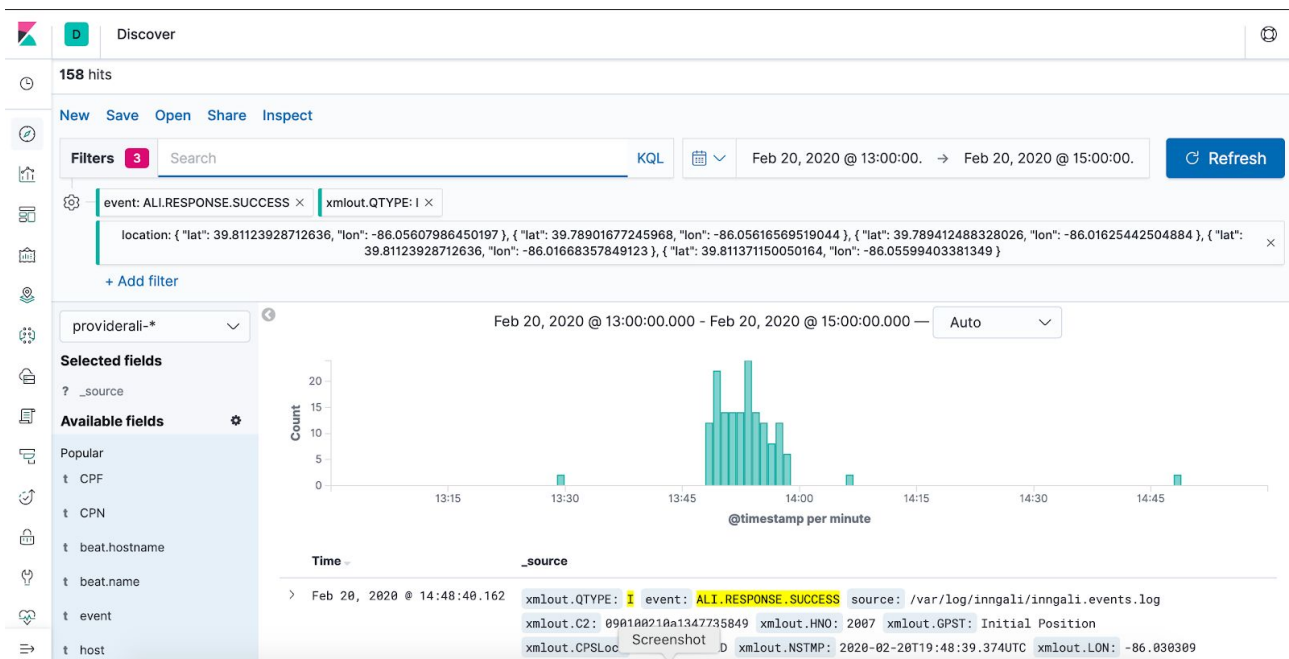 D Discover
158 hits
New Save Open Share Inspect
Filters 3 Search KQL Feb 20, 2020 @ 13:00:00. → Feb 20, 2020 @ 15:00:00. Refresh
event: ALI.RESPONSE.SUCCESS × xmlout.QTYPE: I ×
location: { "lat": 39.81123928712636, "lon": -86.05607986450197 }, { "lat": 39.78901677245968, "lon": -86.05616569519044 }, { "lat": 39.789412488328026, "lon": -86.01625442504884 }, { "lat":
39.81123928712636, "lon": -86.01668357849123 }, { "lat": 39.811371150050164, "lon": -86.05599403381349 } ×
+ Add filter
providerali-*
Feb 20, 2020 @ 13:00:00.000 - Feb 20, 2020 @ 15:00:00.000 — Auto
Selected fields
? _source
Available fields
Popular
t CPF
t CPN
t beat.hostname
t beat.name
t event
t host
Count
20
15
10
5
0
13:15 13:30 13:45 14:00 14:15 14:30 14:45
@timestamp per minute
Time _source
> Feb 20, 2020 @ 14:48:40.162 xmlout.QTYPE: I event: ALI.RESPONSE.SUCCESS source: /var/log/inngali/inngali.events.log
xmlout.C2: 090100210a1347735849 xmlout.HNO: 2007 xmlout.GPST: Initial Position
xmlout.CPSLoc D xmlout.NSTMP: 2020-02-20T19:48:39.374UTC xmlout.LON: -86.030309
Screenshot